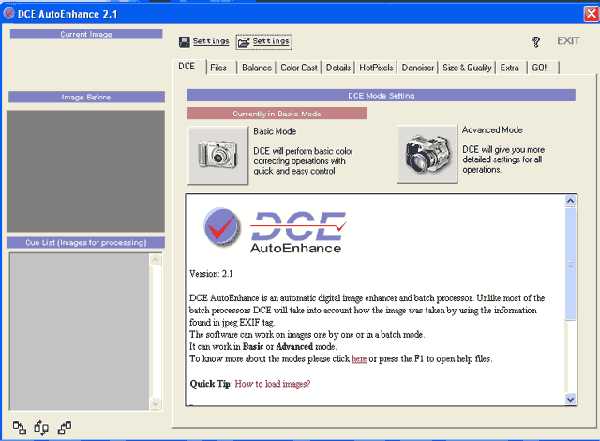 DCE AutoEnhance 2.1
Current Image
Settings Settings
? EXIT
DCE Files Balance Color Cast Details HotPixels Denoiser Size & Quality Extra GO!
Image Before
DCE Mode Setting
Currently in Basic Mode
Basic Mode
DCE will perform basic color
correcting operations with
quick and easy control
Advanced Mode
DCE will give you more
detailed settings for all
operations.
Cue List (Images for processing)
DCE
AutoEnhance
Version: 2.1
DCE AutoEnhance is an automatic digital image enhancer and batch processor. Unlike most of the
batch processors DCE will take into account how the image was taken by using the information
found in jpeg EXIF tag.
The software can work on images one by one or in a batch mode.
It can work in Basic or Advanced mode.
To know more about the modes please click here or press the F1 to open help files.
Quick Tip: How to load images?